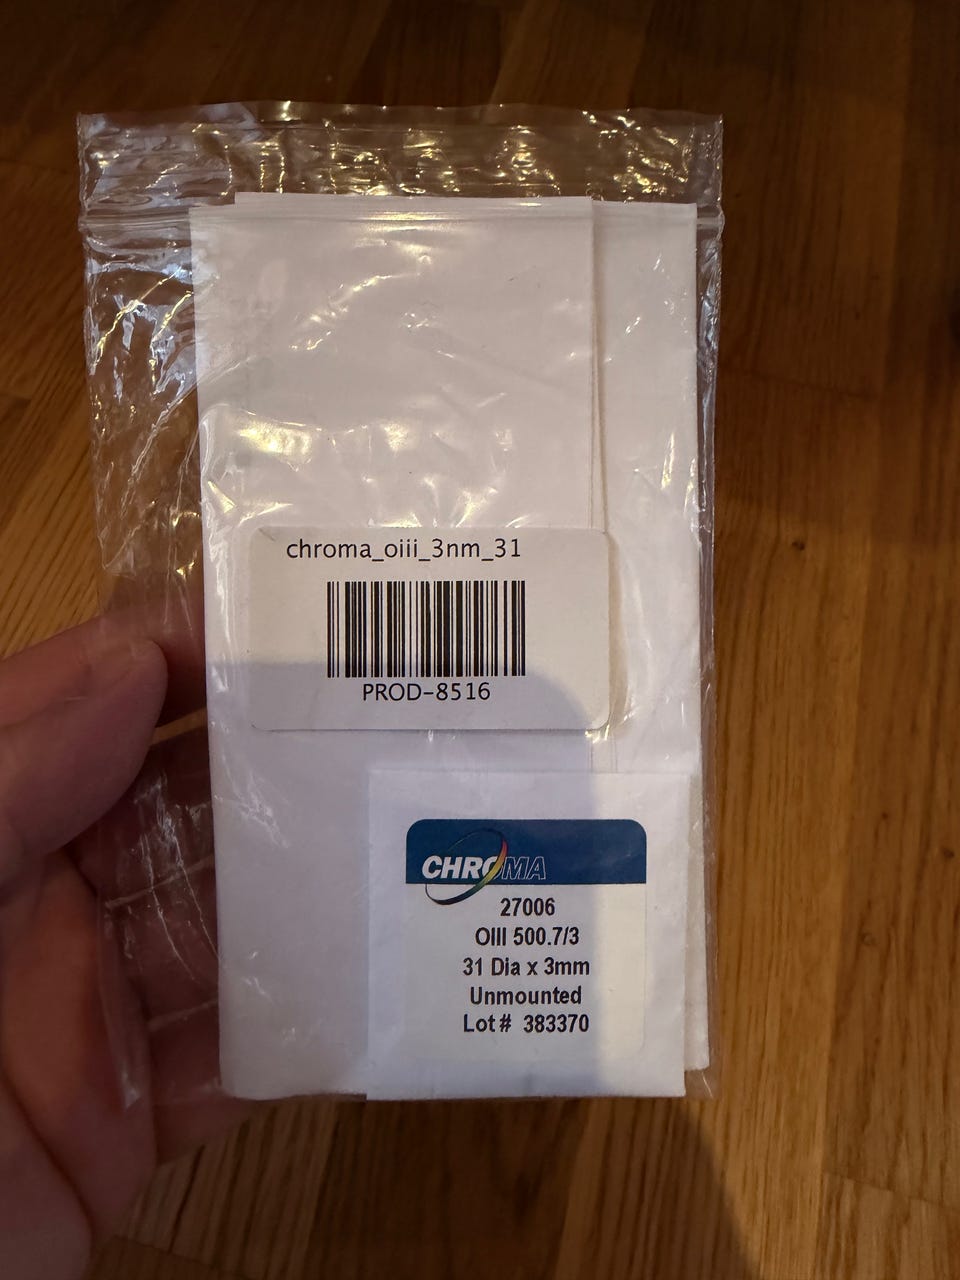 chroma_oiii_3nm_31
PROD-8516
CHROMA
27006
OIII 500.7/3
31 Dia x 3mm
Unmounted
Lot# 383370